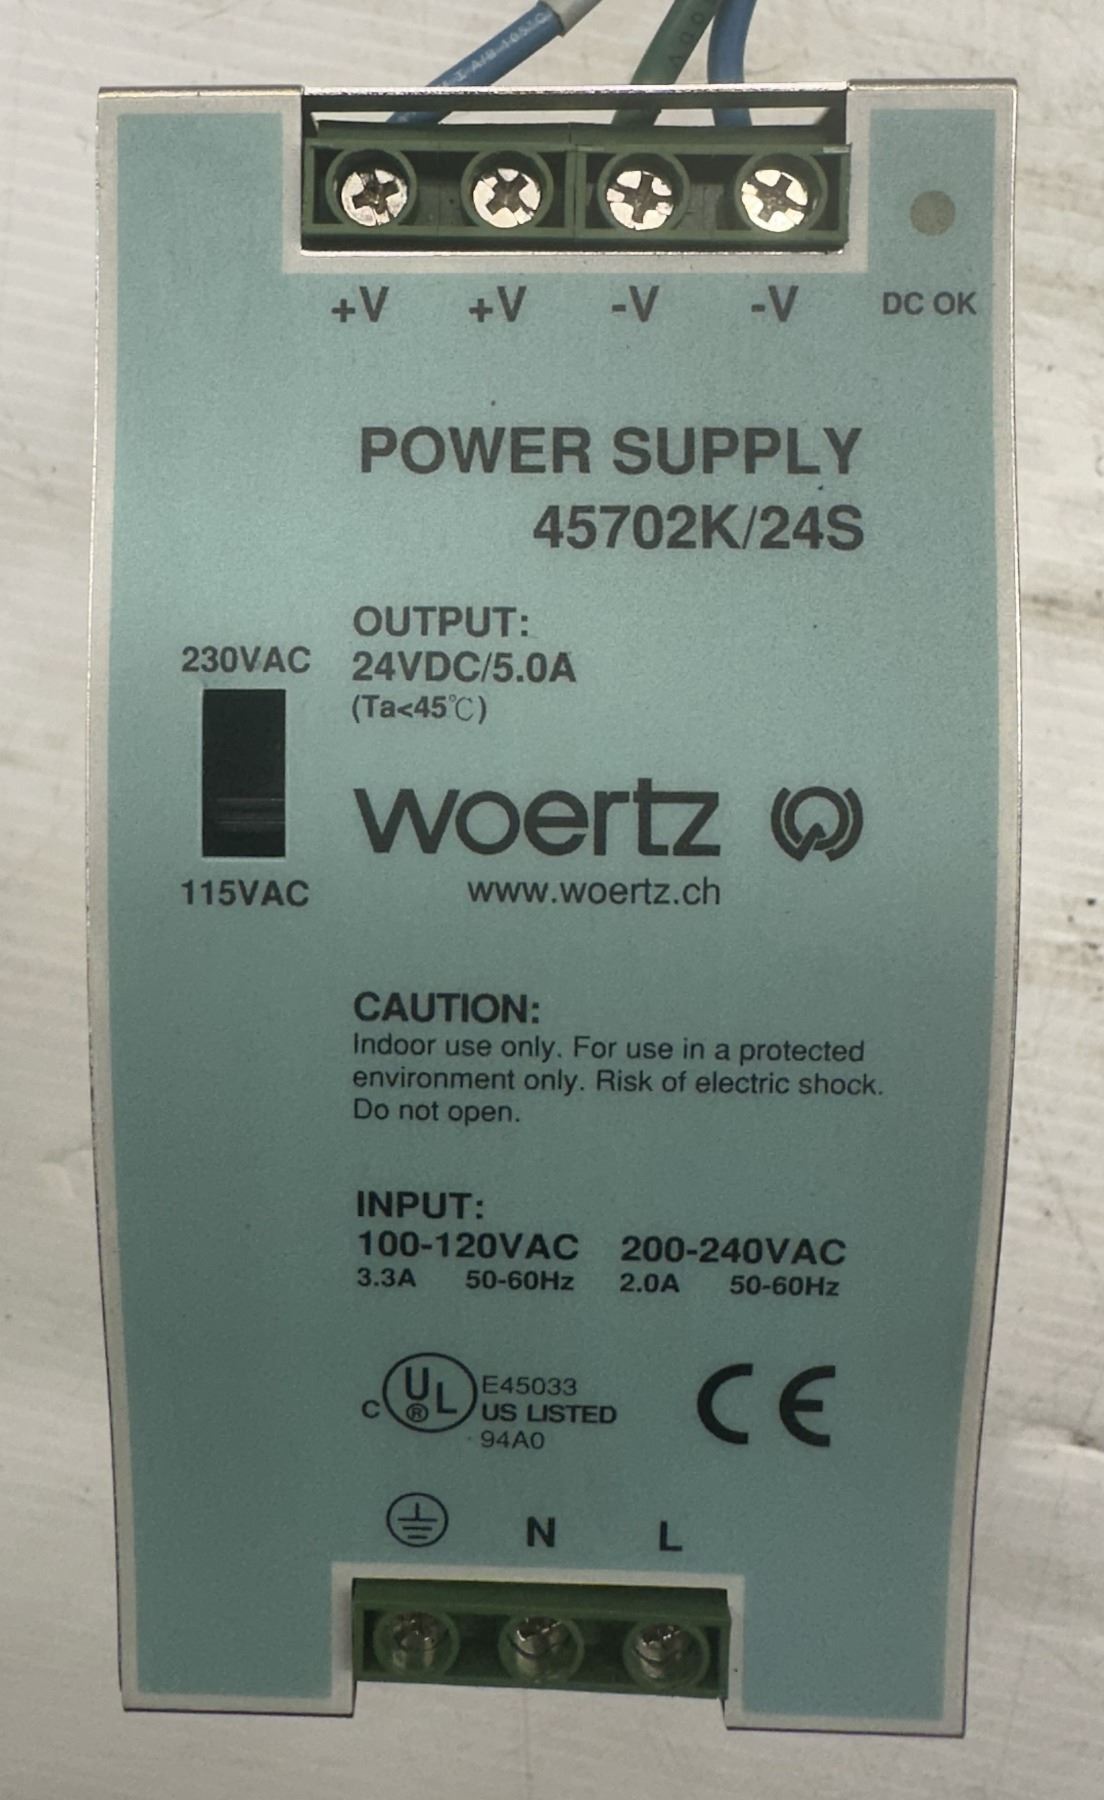 +V +V -V -V DC OK
POWER SUPPLY
45702K/24S
OUTPUT:
24VDC/5.0A
(Ta<45℃)
230VAC
115VAC
woertz
www.woertz.ch
CAUTION:
Indoor use only. For use in a protected
environment only. Risk of electric shock.
Do not open.
INPUT:
100-120VAC 200-240VAC
3.3A 50-60Hz 2.0A 50-60Hz
C UL ® E45033
US LISTED
94A0
CE
N L